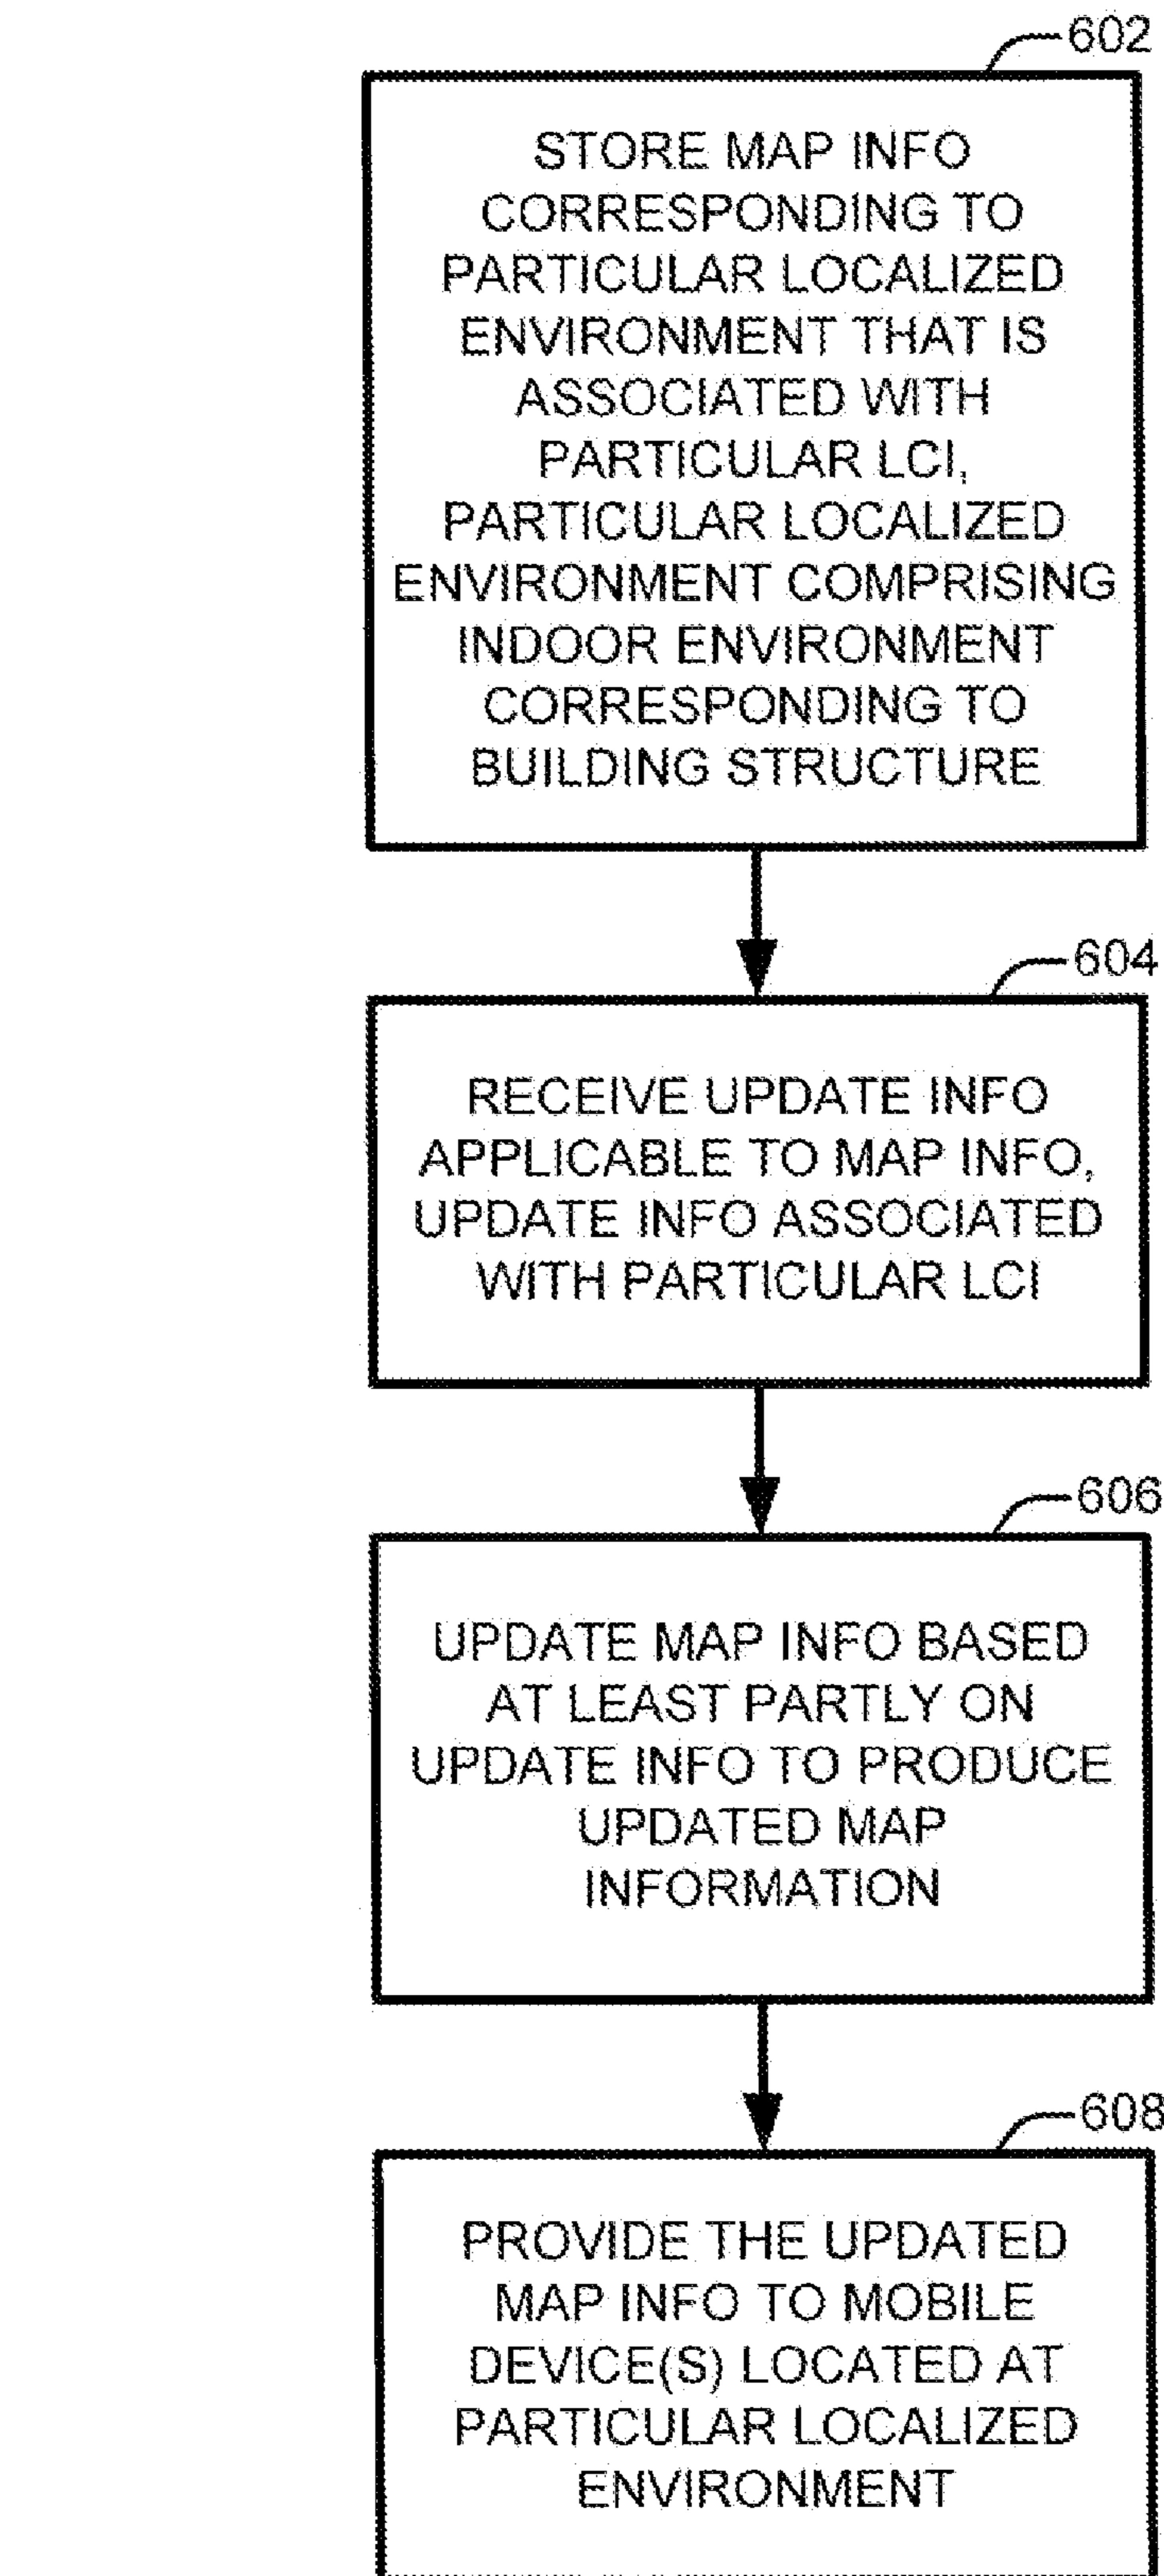 602
STORE MAP INFO
CORRESPONDING TO
PARTICULAR LOCALIZED
ENVIRONMENT THAT IS
ASSOCIATED WITH
PARTICULAR LCI,
PARTICULAR LOCALIZED
ENVIRONMENT COMPRISING
INDOOR ENVIRONMENT
CORRESPONDING TO
BUILDING STRUCTURE
604
RECEIVE UPDATE INFO
APPLICABLE TO MAP INFO,
UPDATE INFO ASSOCIATED
WITH PARTICULAR LCI
606
UPDATE MAP INFO BASED
AT LEAST PARTLY ON
UPDATE INFO TO PRODUCE
UPDATED MAP
INFORMATION
608
PROVIDE THE UPDATED
MAP INFO TO MOBILE
DEVICE(S) LOCATED AT
PARTICULAR LOCALIZED
ENVIRONMENT